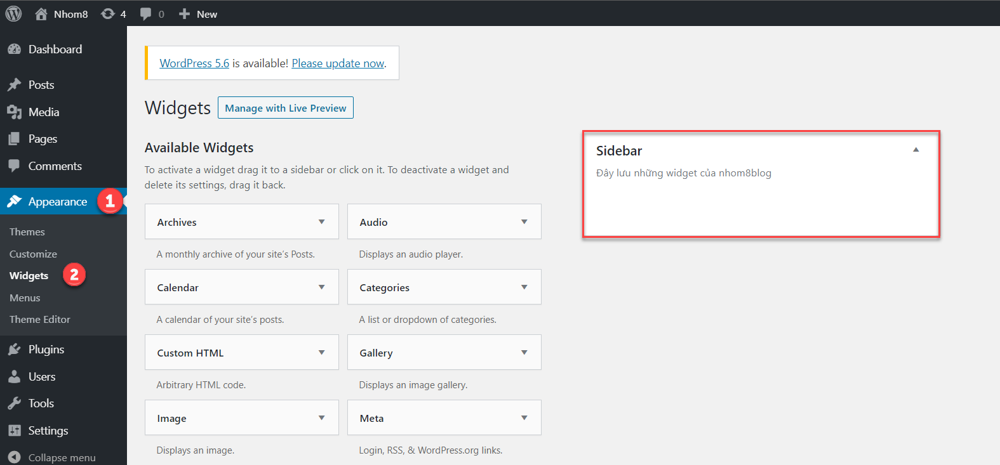 Nhom8 4 0 New
Dashboard
Posts
Media
Pages
Comments
Appearance 1
Themes
Customize
Widgets 2
Menus
Theme Editor
Plugins
Users
Tools
Settings
Collapse menu
WordPress 5.6 is available! Please update now.
Widgets Manage with Live Preview
Available Widgets
To activate a widget drag it to a sidebar or click on it. To deactivate a widget and
delete its settings, drag it back.
Archives Audio
A monthly archive of your site’s Posts. Displays an audio player.
Calendar Categories
A calendar of your site’s posts. A list or dropdown of categories.
Custom HTML Gallery
Arbitrary HTML code. Displays an image gallery.
Image Meta
Displays an image. Login, RSS, & WordPress.org links.
Sidebar
Đây lưu những widget của nhom8blog